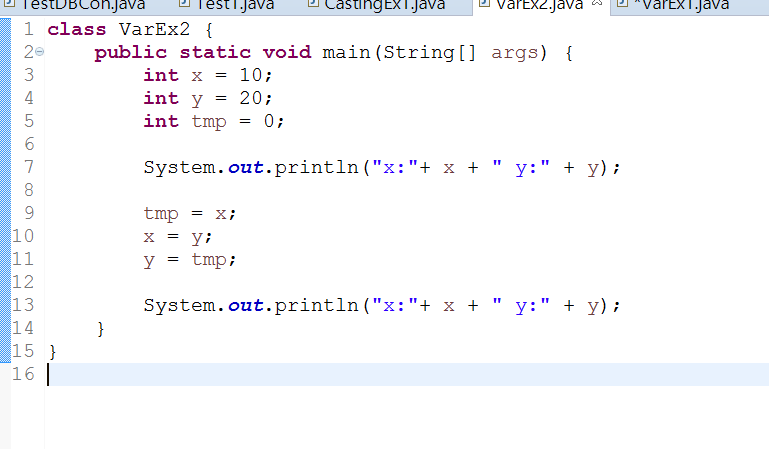 TestDBCon.java Test1.java CastingEx1.java VarEx2.java *VarEx1.java
1 class VarEx2 {
2 public static void main(String[] args) {
3 int x = 10;
4 int y = 20;
5 int tmp = 0;
6
7 System.out.println("x:"+ x + " y:" + y);
8
9 tmp = x;
10 x = y;
11 y = tmp;
12
13 System.out.println("x:"+ x + " y:" + y);
14 }
15 }
16